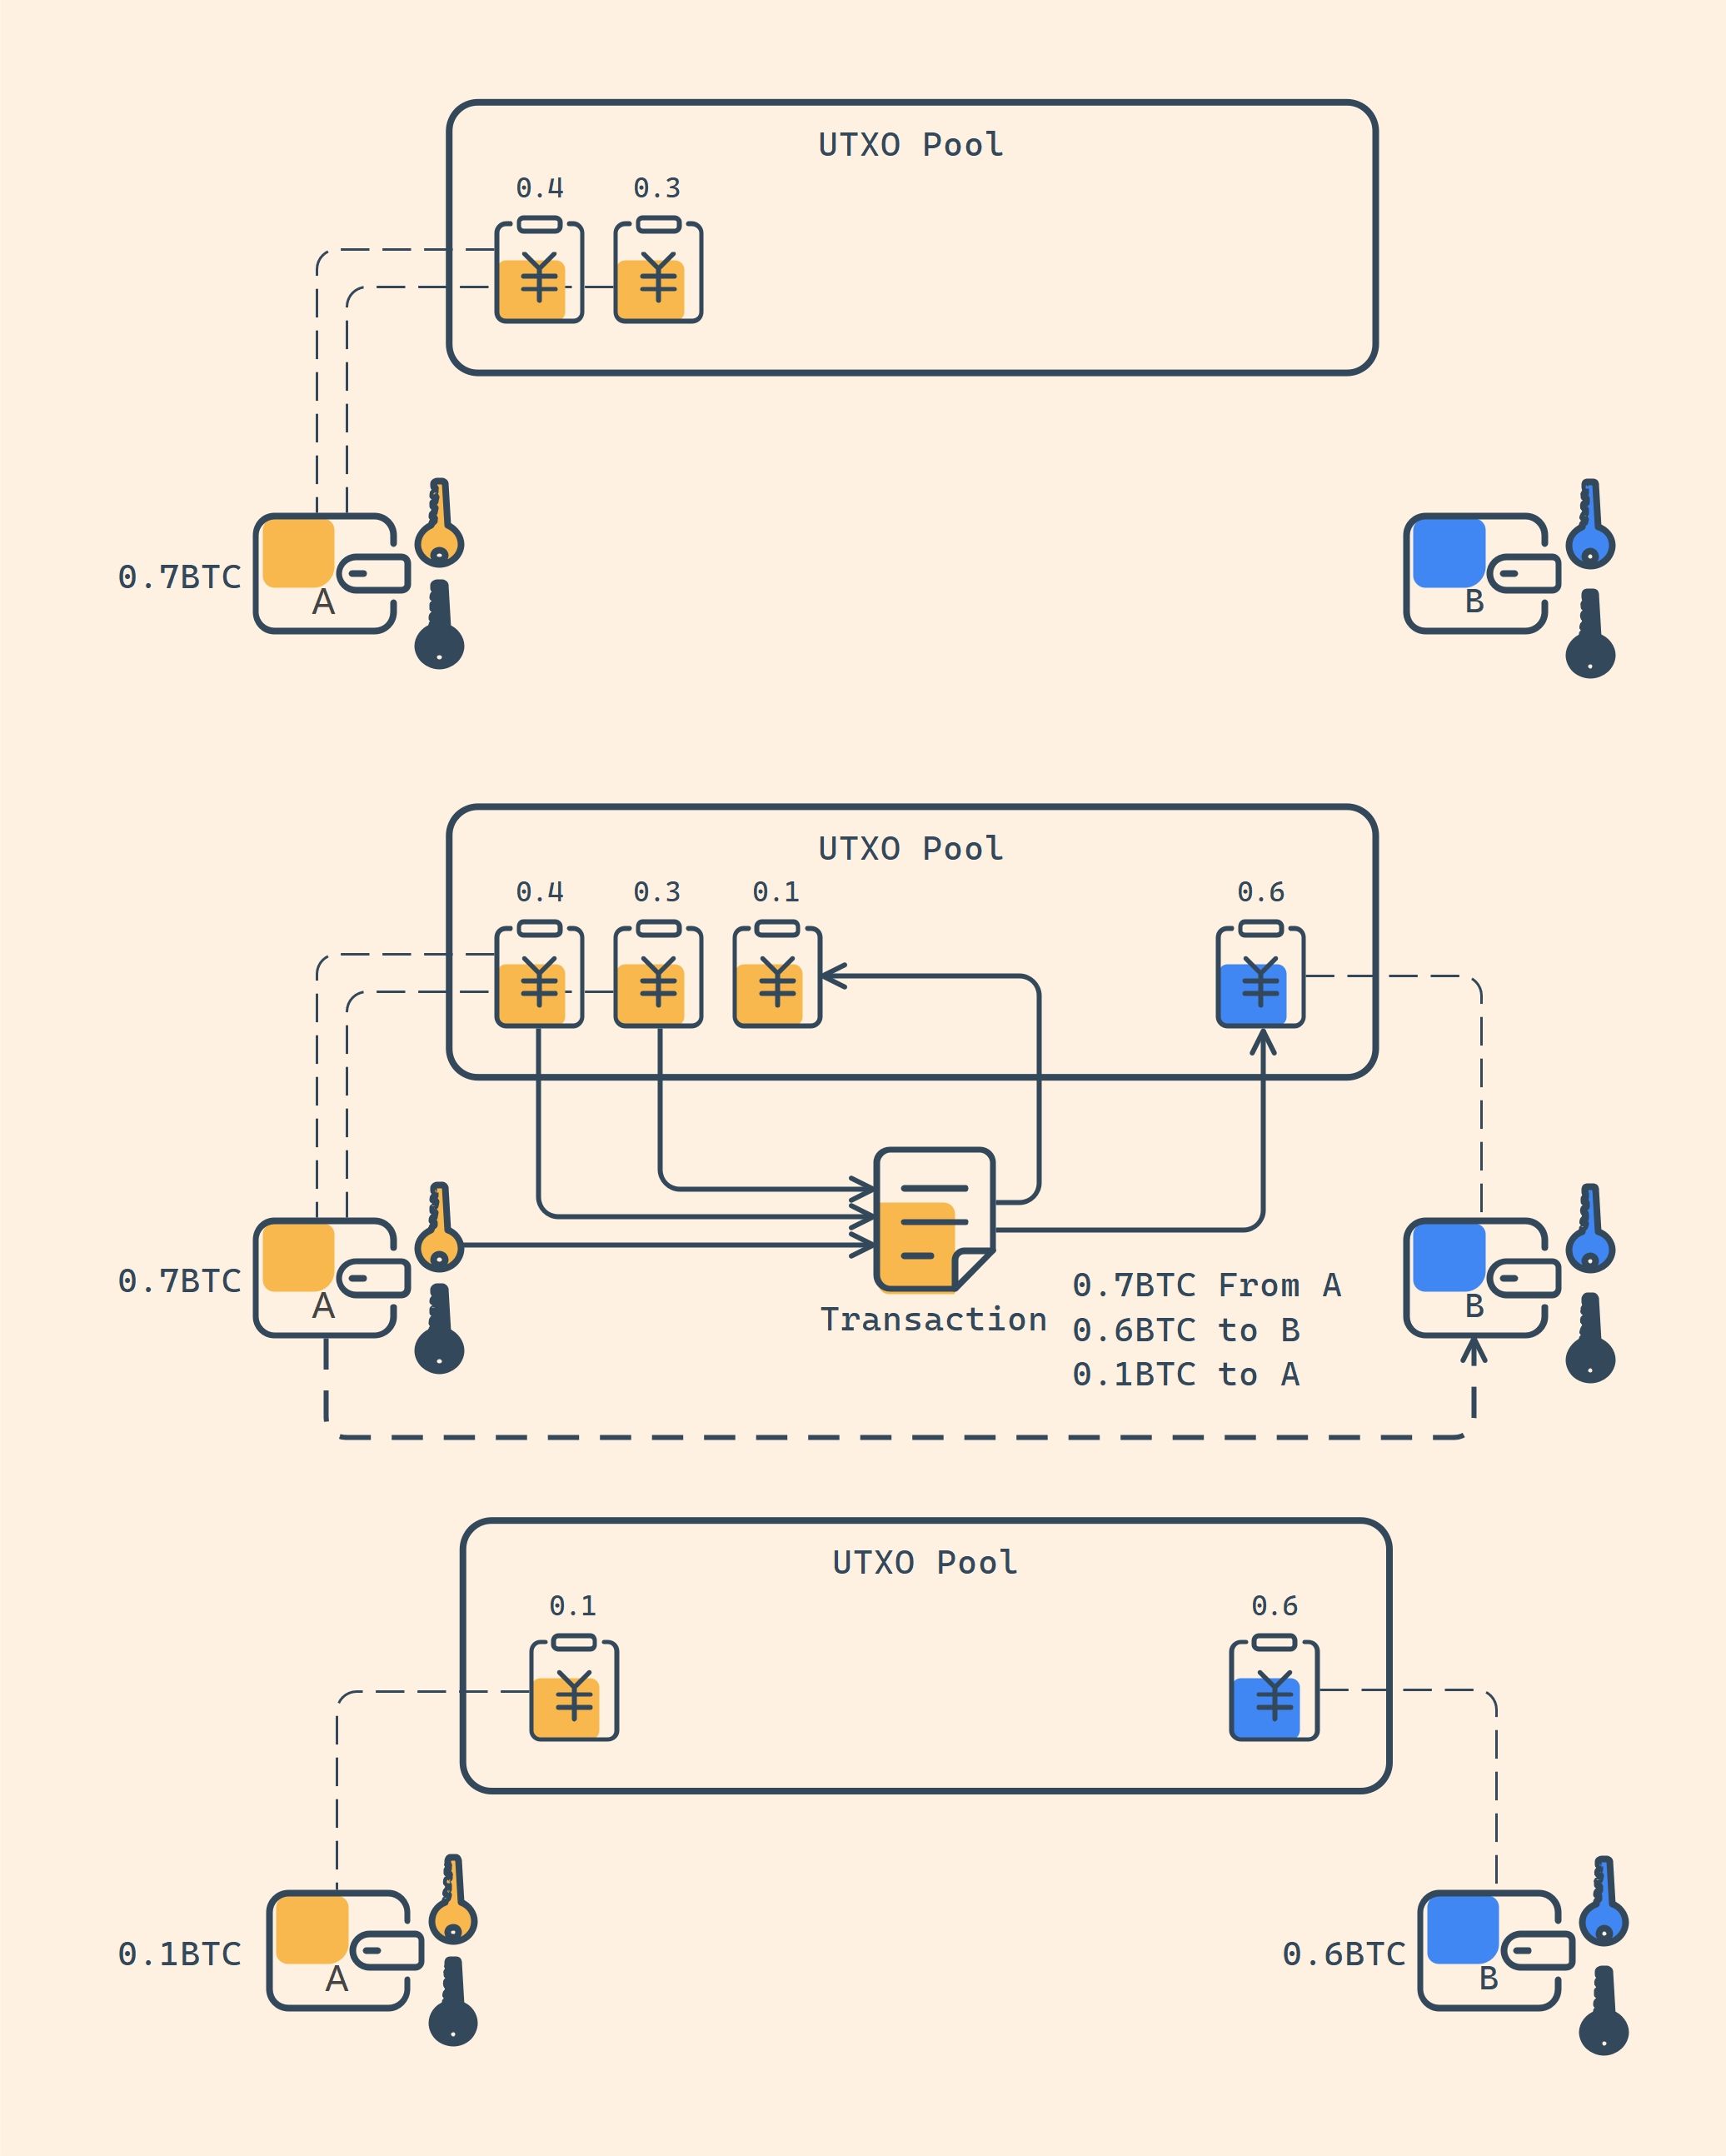 UTXO Pool
0.4 0.3
¥ ¥
0.7BTC
A
B
UTXO Pool
0.4 0.3 0.1 0.6
¥ ¥ ¥ ¥
0.7BTC
A
Transaction
0.7BTC From A
0.6BTC to B
0.1BTC to A
B
UTXO Pool
0.1 0.6
¥ ¥
0.1BTC
A
0.6BTC
B